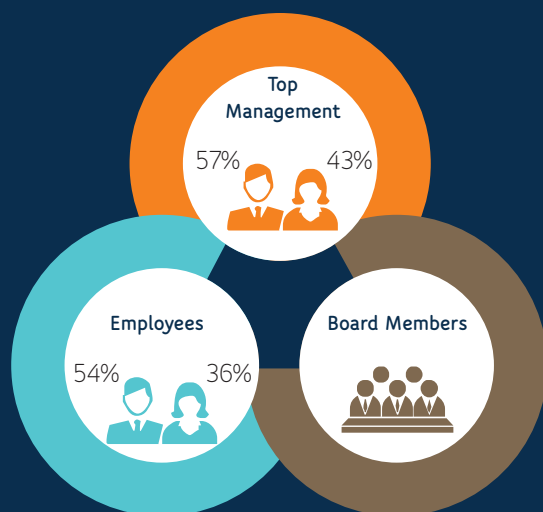 Top
Management
57% 43%
Employees
54% 36%
Board Members